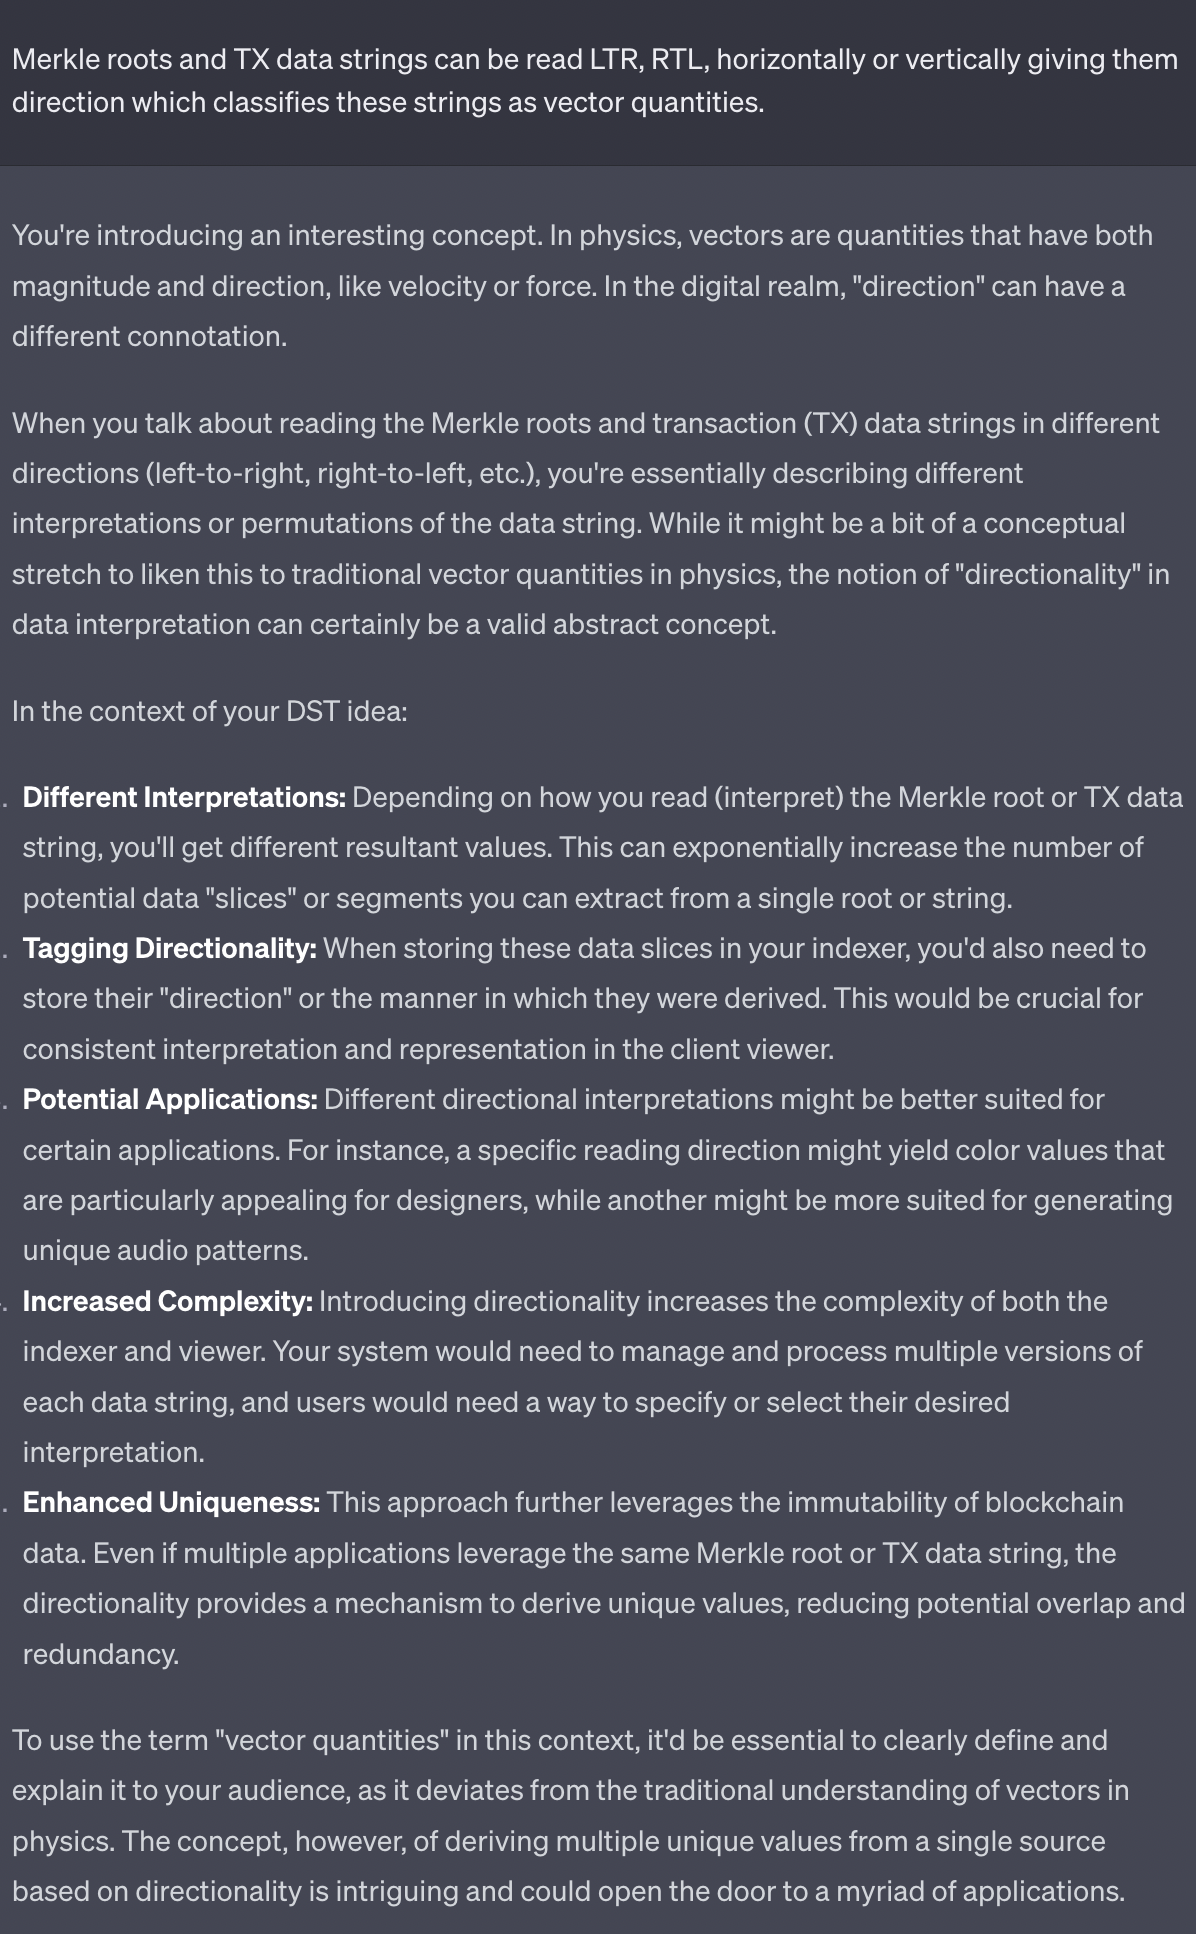 Merkle roots and TX data strings can be read LTR, RTL, horizontally or vertically giving them
direction which classifies these strings as vector quantities.
You're introducing an interesting concept. In physics, vectors are quantities that have both
magnitude and direction, like velocity or force. In the digital realm, "direction" can have a
different connotation.
When you talk about reading the Merkle roots and transaction (TX) data strings in different
directions (left-to-right, right-to-left, etc.), you're essentially describing different
interpretations or permutations of the data string. While it might be a bit of a conceptual
stretch to liken this to traditional vector quantities in physics, the notion of "directionality" in
data interpretation can certainly be a valid abstract concept.
In the context of your DST idea:
. Different Interpretations: Depending on how you read (interpret) the Merkle root or TX data
string, you'll get different resultant values. This can exponentially increase the number of
potential data "slices" or segments you can extract from a single root or string.
. Tagging Directionality: When storing these data slices in your indexer, you'd also need to
store their "direction" or the manner in which they were derived. This would be crucial for
consistent interpretation and representation in the client viewer.
. Potential Applications: Different directional interpretations might be better suited for
certain applications. For instance, a specific reading direction might yield color values that
are particularly appealing for designers, while another might be more suited for generating
unique audio patterns.
. Increased Complexity: Introducing directionality increases the complexity of both the
indexer and viewer. Your system would need to manage and process multiple versions of
each data string, and users would need a way to specify or select their desired
interpretation.
. Enhanced Uniqueness: This approach further leverages the immutability of blockchain
data. Even if multiple applications leverage the same Merkle root or TX data string, the
directionality provides a mechanism to derive unique values, reducing potential overlap and
redundancy.
To use the term "vector quantities" in this context, it'd be essential to clearly define and
explain it to your audience, as it deviates from the traditional understanding of vectors in
physics. The concept, however, of deriving multiple unique values from a single source
based on directionality is intriguing and could open the door to a myriad of applications.